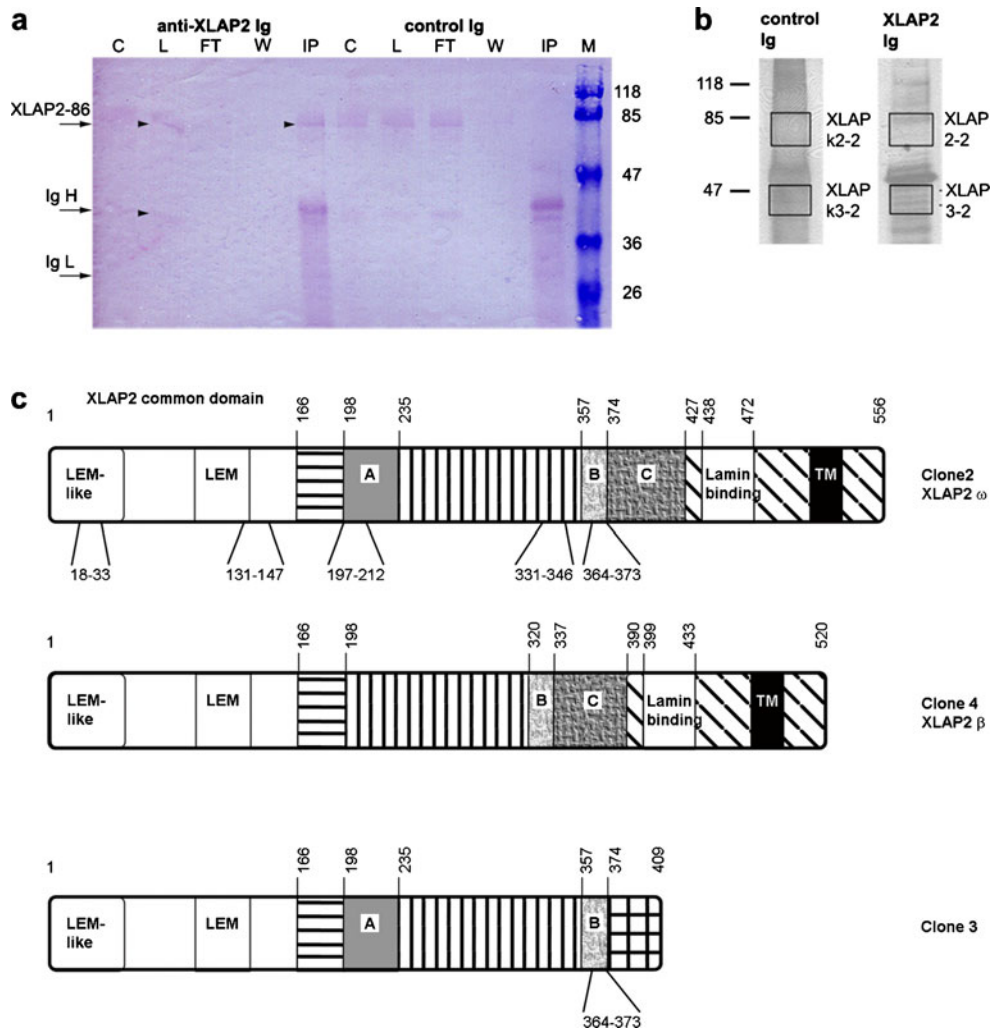 a
anti-XLAP2 Ig control Ig
C L FT W IP C L FT W IP M
XLAP2-86
Ig H
Ig L
118
85
47
36
26
b
control Ig
XLAP2 Ig
118
85
47
XLAP k2-2
XLAP k3-2
XLAP 2-2
XLAP 3-2
c
1 XLAP2 common domain 166 198 235 357 374 427 438 472 556
LEM-like LEM A B C Lamin binding TM
Clone2
XLAP2 ω
18-33 131-147 197-212 331-346 364-373
1 166 198 320 337 390 399 433 520
LEM-like LEM B C Lamin binding TM
Clone 4
XLAP2 β
1 166 198 235 357 374 409
LEM-like LEM A B
Clone 3
364-373